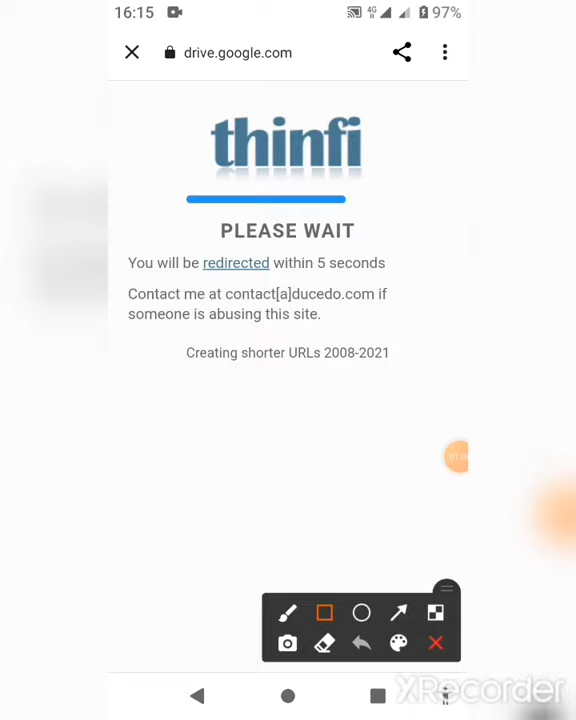 16:15 4G 97%
drive.google.com
thinfi
PLEASE WAIT
You will be redirected within 5 seconds
Contact me at contact[a]ducedo.com if
someone is abusing this site.
Creating shorter URLs 2008-2021
XRecorder